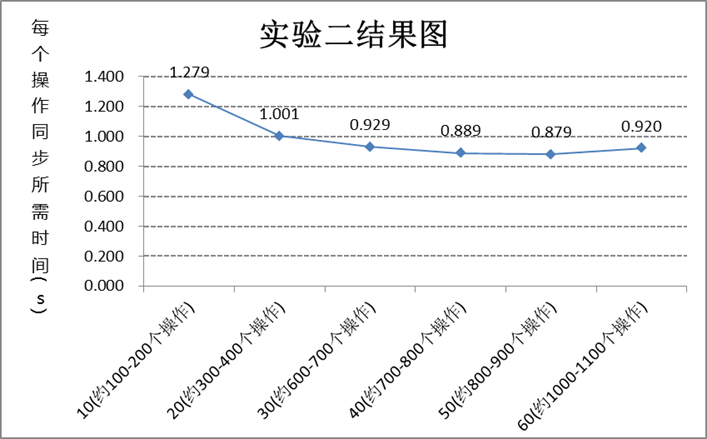 实验二结果图
每个操作同步所需时间(s)
1.400
1.200
1.000
0.800
0.600
0.400
0.200
0.000
1.279
1.001
0.929
0.889
0.879
0.920
10(约100-200个操作)
20(约300-400个操作)
30(约600-700个操作)
40(约700-800个操作)
50(约800-900个操作)
60(约1000-1100个操作)